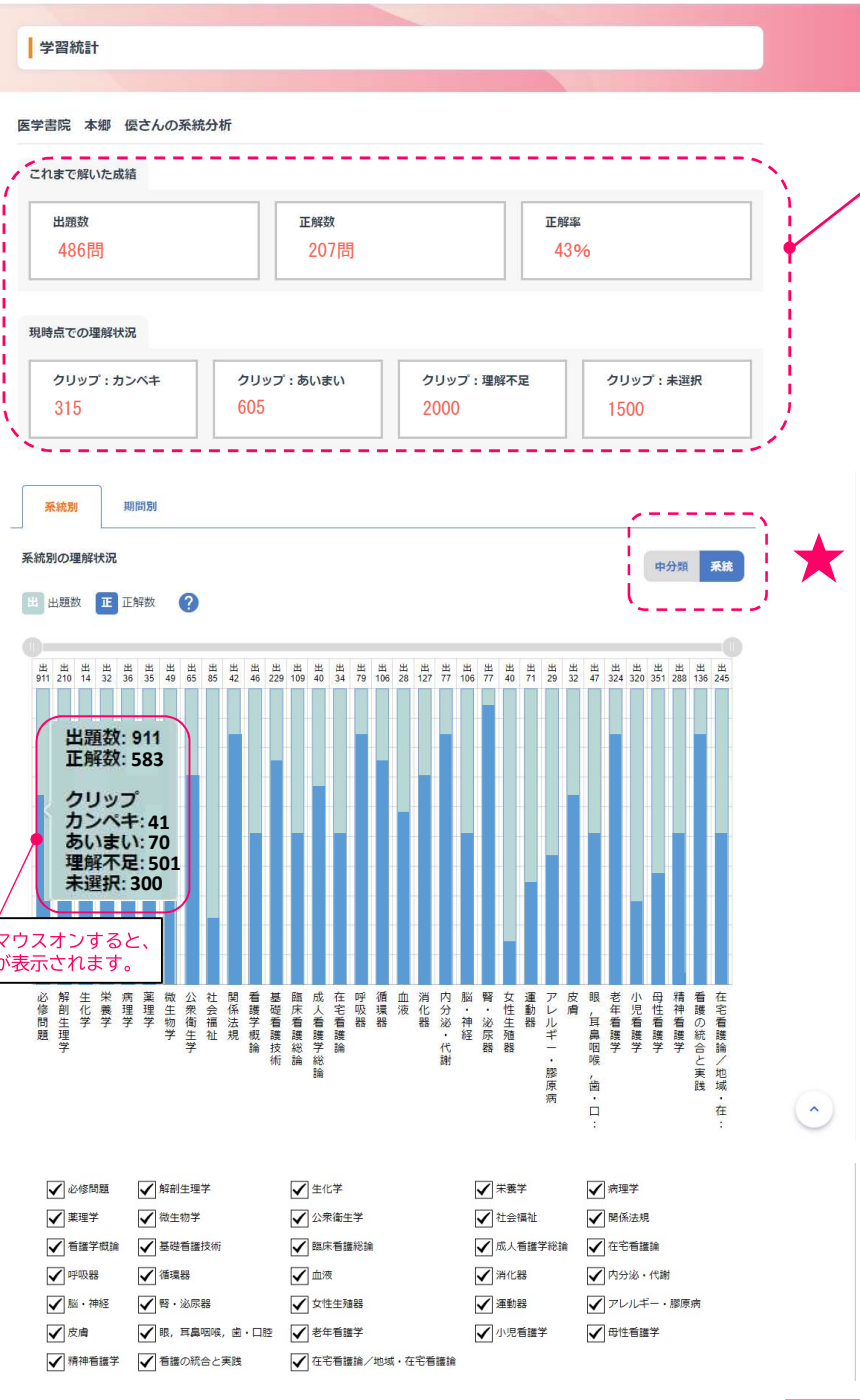 学習統計
医学書院　本郷　優さんの系統分析
これまで解いた成績
出題数
正解数
正解率
486問
207問
43%
現時点での理解状況
クリップ：カンペキ
クリップ：あいまい
クリップ：理解不足
クリップ：未選択
315
605
2000
1500
系統別
期間別
系統別の理解状況
中分類
系統
出 出題数
正 正解数
?
出 出 出 出 出 出 出 出 出 出 出 出 出 出 出 出 出 出 出 出 出 出 出 出 出 出 出 出 出 出 出 出 出
911 210 14 32 36 35 49 65 85 42 46 229 109 40 34 79 106 28 127 77 106 77 40 71 29 32 47 324 320 351 288 136 245
出題数: 911
正解数: 583
クリップ
カンペキ: 41
あいまい: 70
理解不足: 501
未選択: 300
マウスオンすると、
が表示されます。
必修問題
解剖生理学
生化学
栄養学
病理学
薬理学
微生物学
公衆衛生学
社会福祉
関係法規
看護学概論
基礎看護技術
臨床看護総論
成人看護学総論
在宅看護論
呼吸器
循環器
血液
消化器
内分泌・代謝
脳・神経
腎・泌尿器
女性生殖器
運動器
アレルギー・膠原病
皮膚
眼,耳鼻咽喉,歯・口:
老年看護学
小児看護学
母性看護学
精神看護学
看護の統合と実践
在宅看護論／地域・在:
必修問題
解剖生理学
生化学
栄養学
病理学
薬理学
微生物学
公衆衛生学
社会福祉
関係法規
看護学概論
基礎看護技術
臨床看護総論
成人看護学総論
在宅看護論
呼吸器
循環器
血液
消化器
内分泌・代謝
脳・神経
腎・泌尿器
女性生殖器
運動器
アレルギー・膠原病
皮膚
眼，耳鼻咽喉，歯・口腔
老年看護学
小児看護学
母性看護学
精神看護学
看護の統合と実践
在宅看護論／地域・在宅看護論